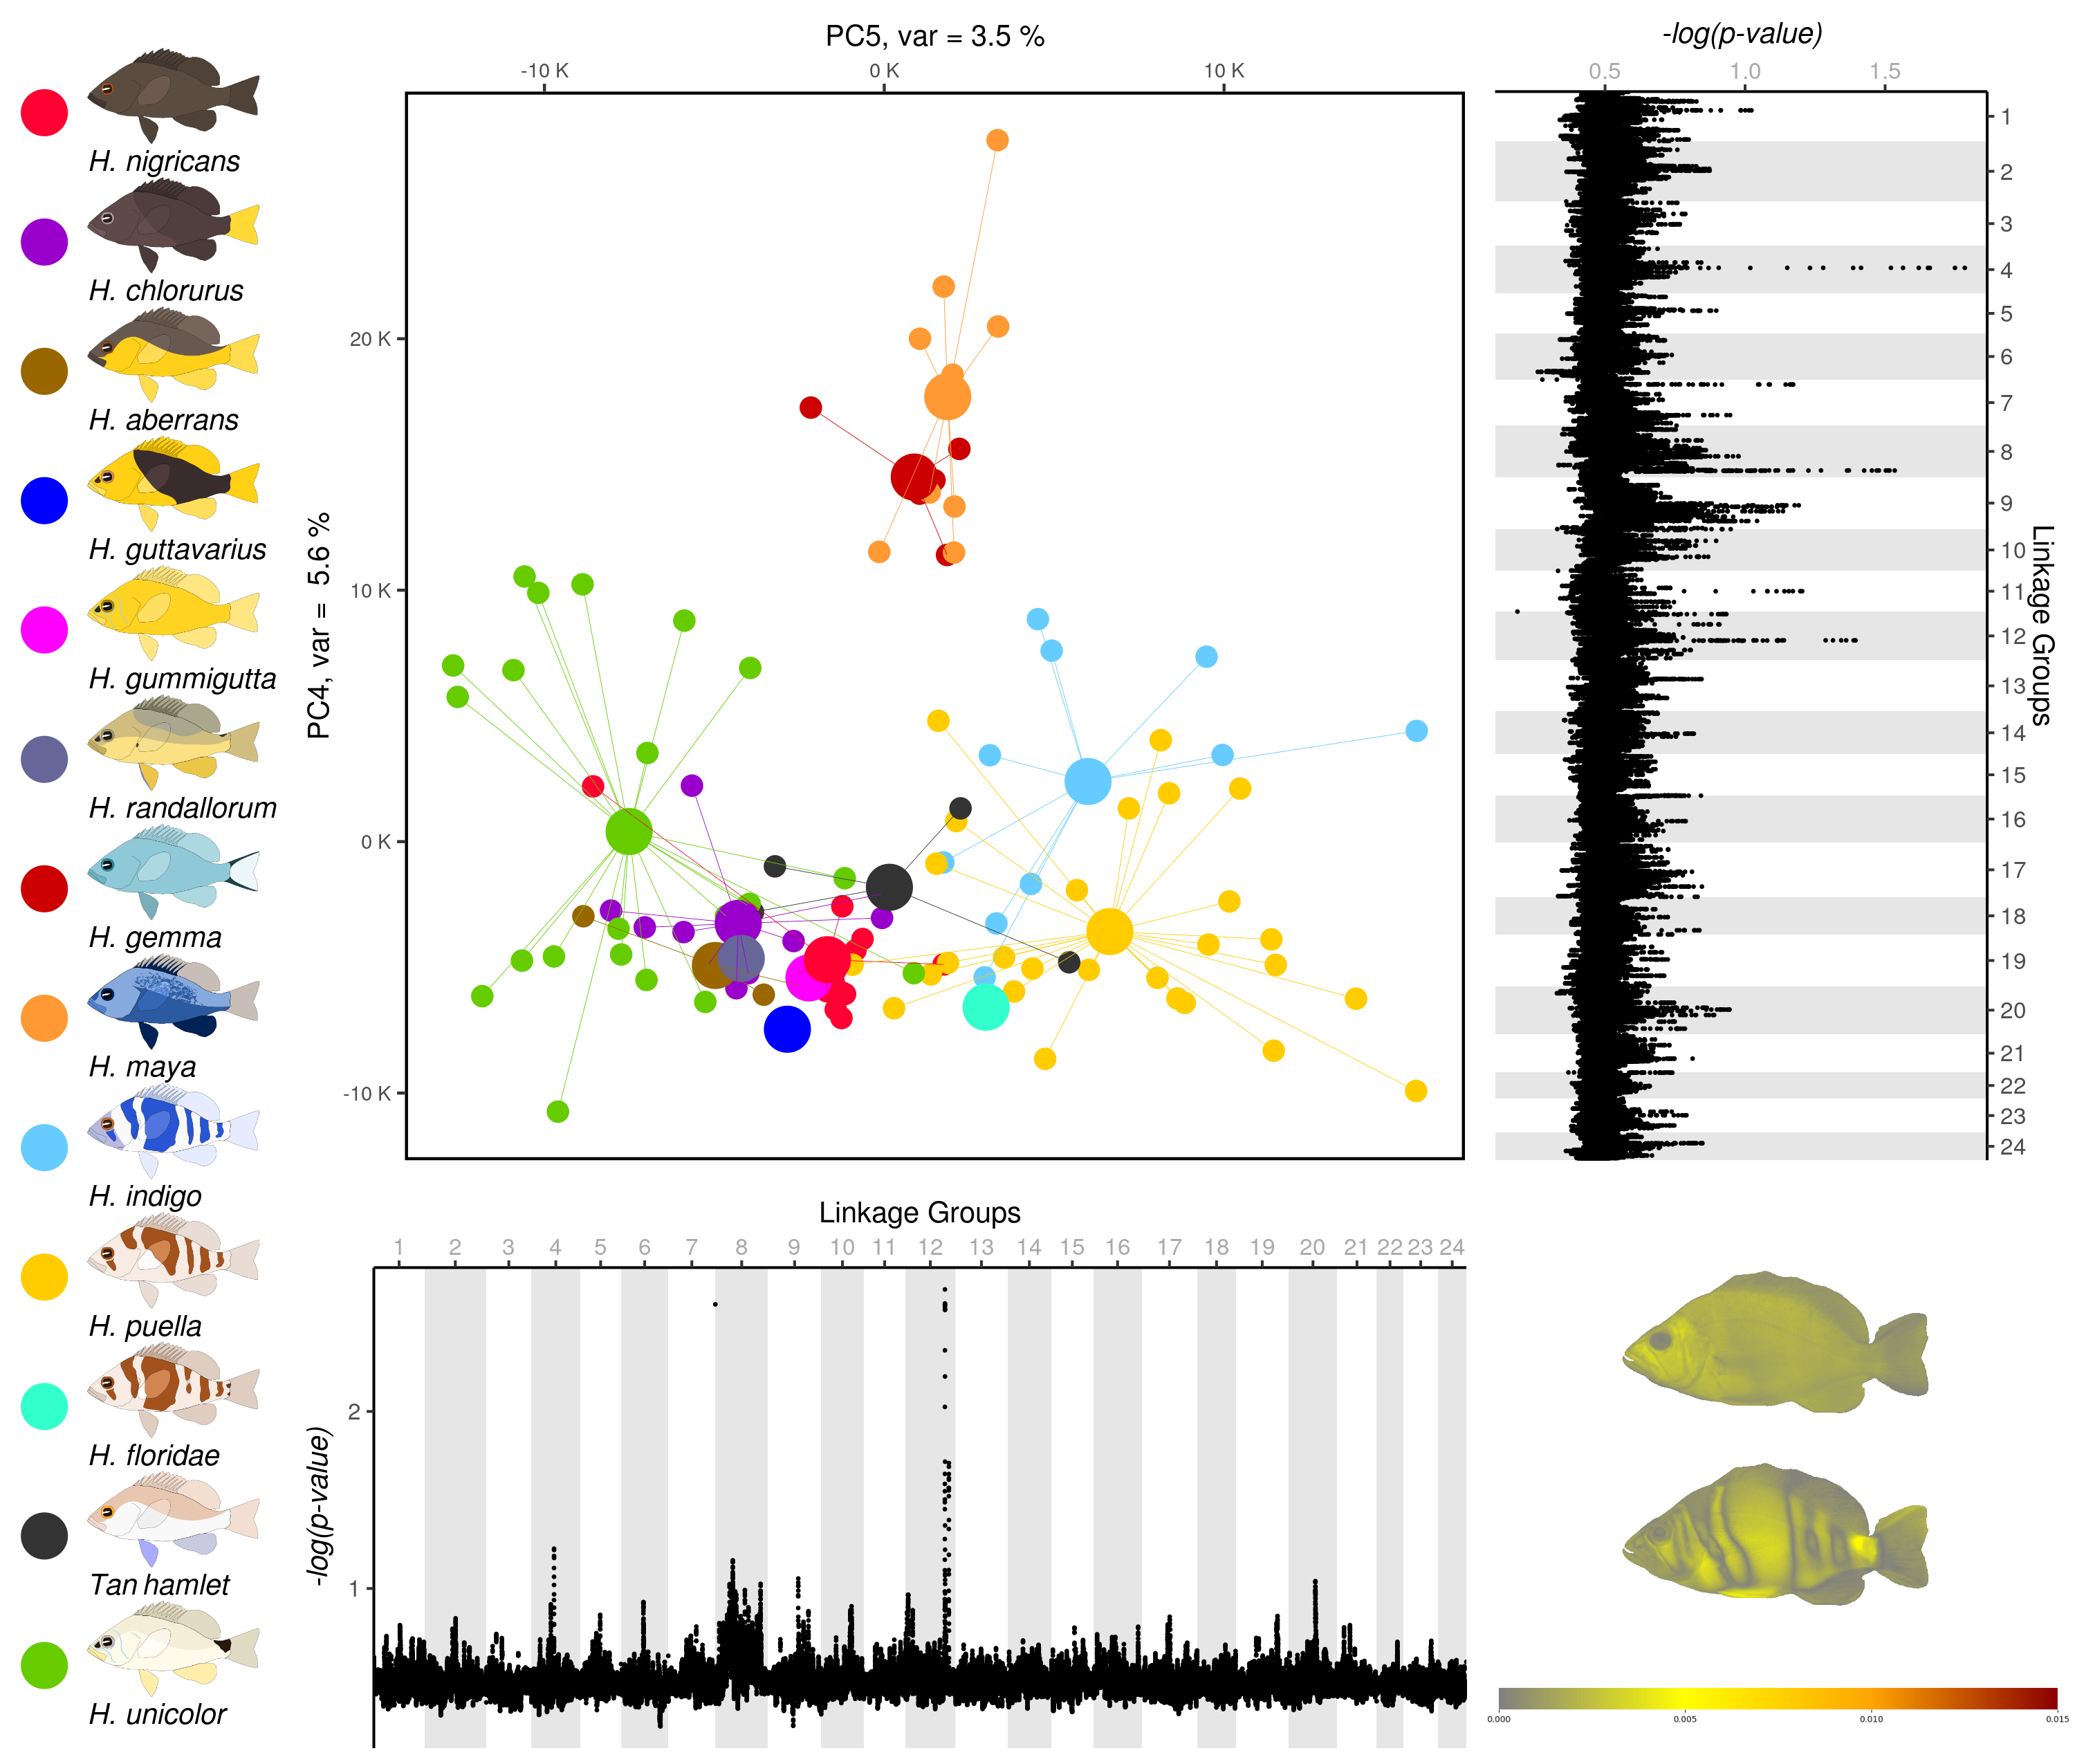 H. nigricans
H. chlorurus
H. aberrans
H. guttavarius
H. gummigutta
H. randallorum
H. gemma
H. maya
H. indigo
H. puella
H. floridae
Tan hamlet
H. unicolor
PC5, var = 3.5 %
-10 K 0 K 10 K
PC4, var = 5.6 %
20 K
10 K
0 K
-10 K
-log(p-value)
0.5 1.0 1.5
1
2
3
4
5
6
7
8
9
10
11
12
13
14
15
16
17
18
19
20
21
22
23
24
Linkage Groups
Linkage Groups
1 2 3 4 5 6 7 8 9 10 11 12 13 14 15 16 17 18 19 20 21 22 23 24
-log(p-value)
2
1
0.000 0.005 0.010 0.015